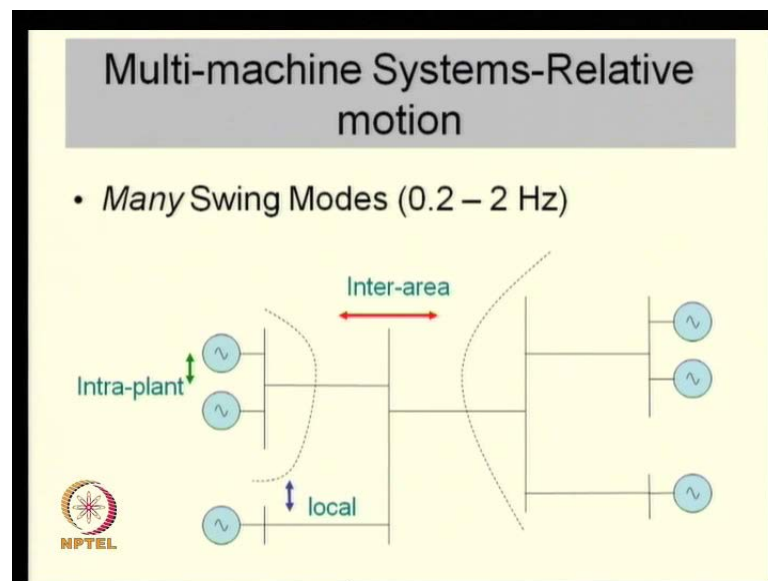 Multi-machine Systems-Relative
motion
• Many Swing Modes (0.2 – 2 Hz)
Inter-area
Intra-plant
local
NPTEL